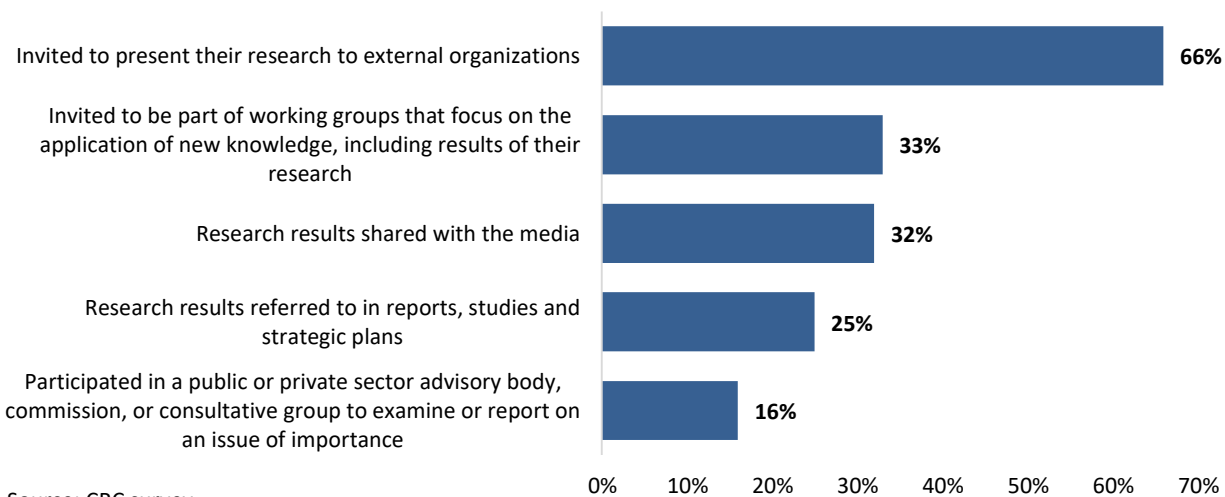 Invited to present their research to external organizations
66%
Invited to be part of working groups that focus on the
application of new knowledge, including results of their
research
33%
Research results shared with the media
32%
Research results referred to in reports, studies and
strategic plans
25%
Participated in a public or private sector advisory body,
commission, or consultative group to examine or report on
an issue of importance
16%
0% 10% 20% 30% 40% 50% 60% 70%